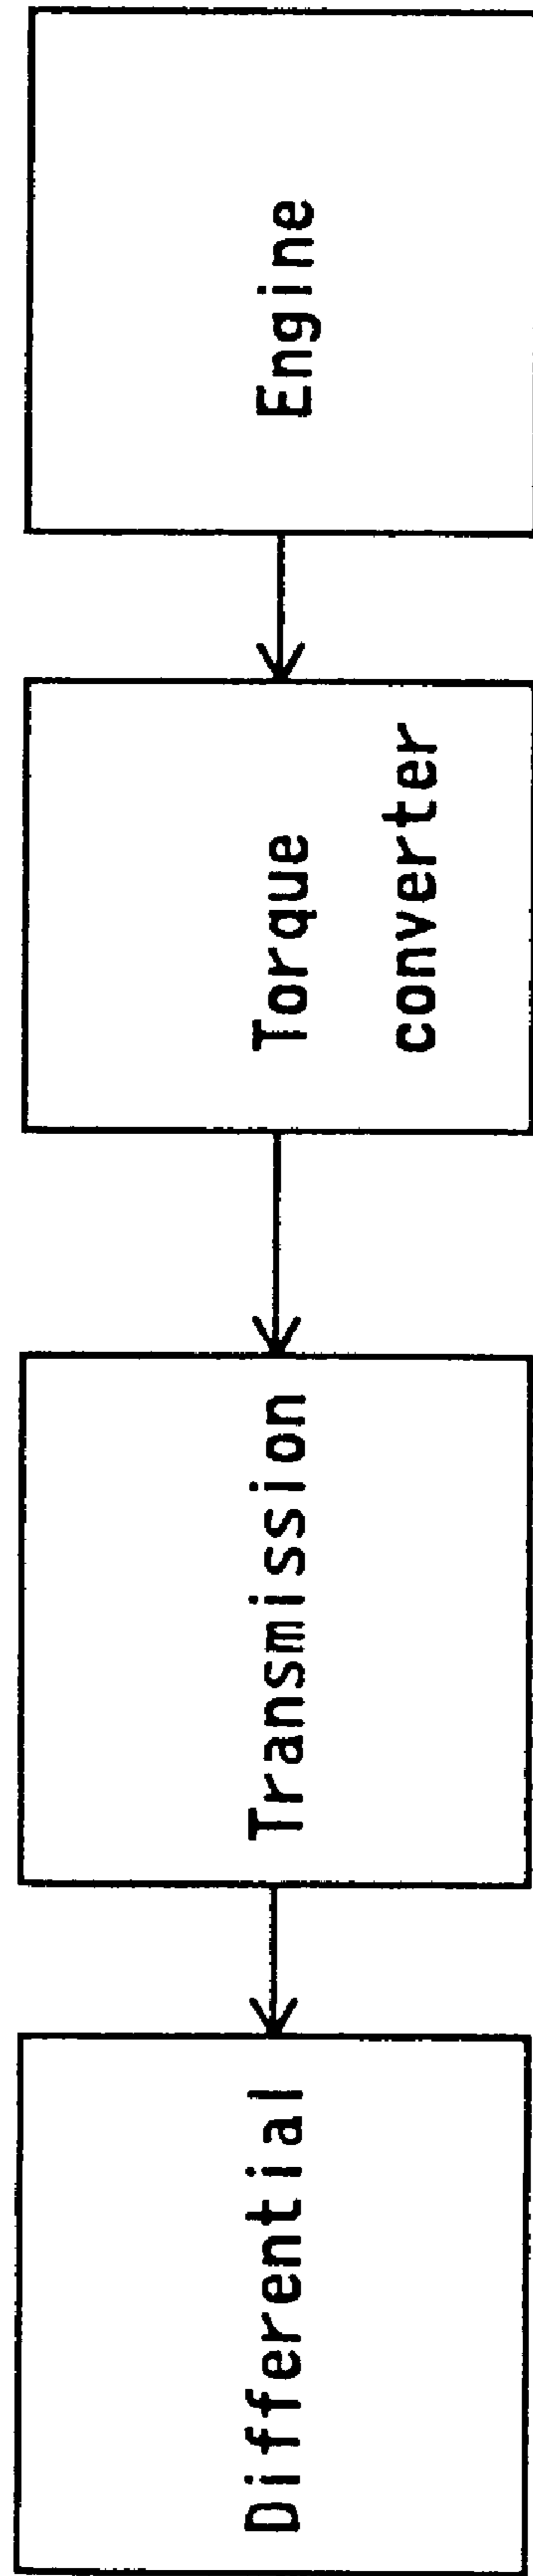 Engine
Torque
converter
Transmission
Differential